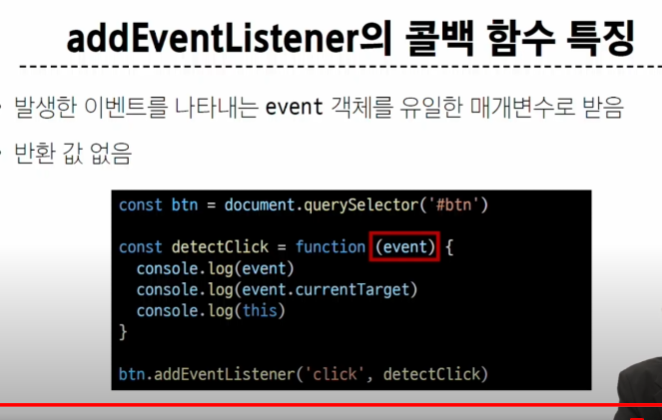 addEventListener의 콜백 함수 특징
발생한 이벤트를 나타내는 event 객체를 유일한 매개변수로 받음
반환 값 없음
const btn = document.querySelector('#btn')
const detectClick = function (event) {
console.log(event)
console.log(event.currentTarget)
console.log(this)
}
btn.addEventListener('click', detectClick)